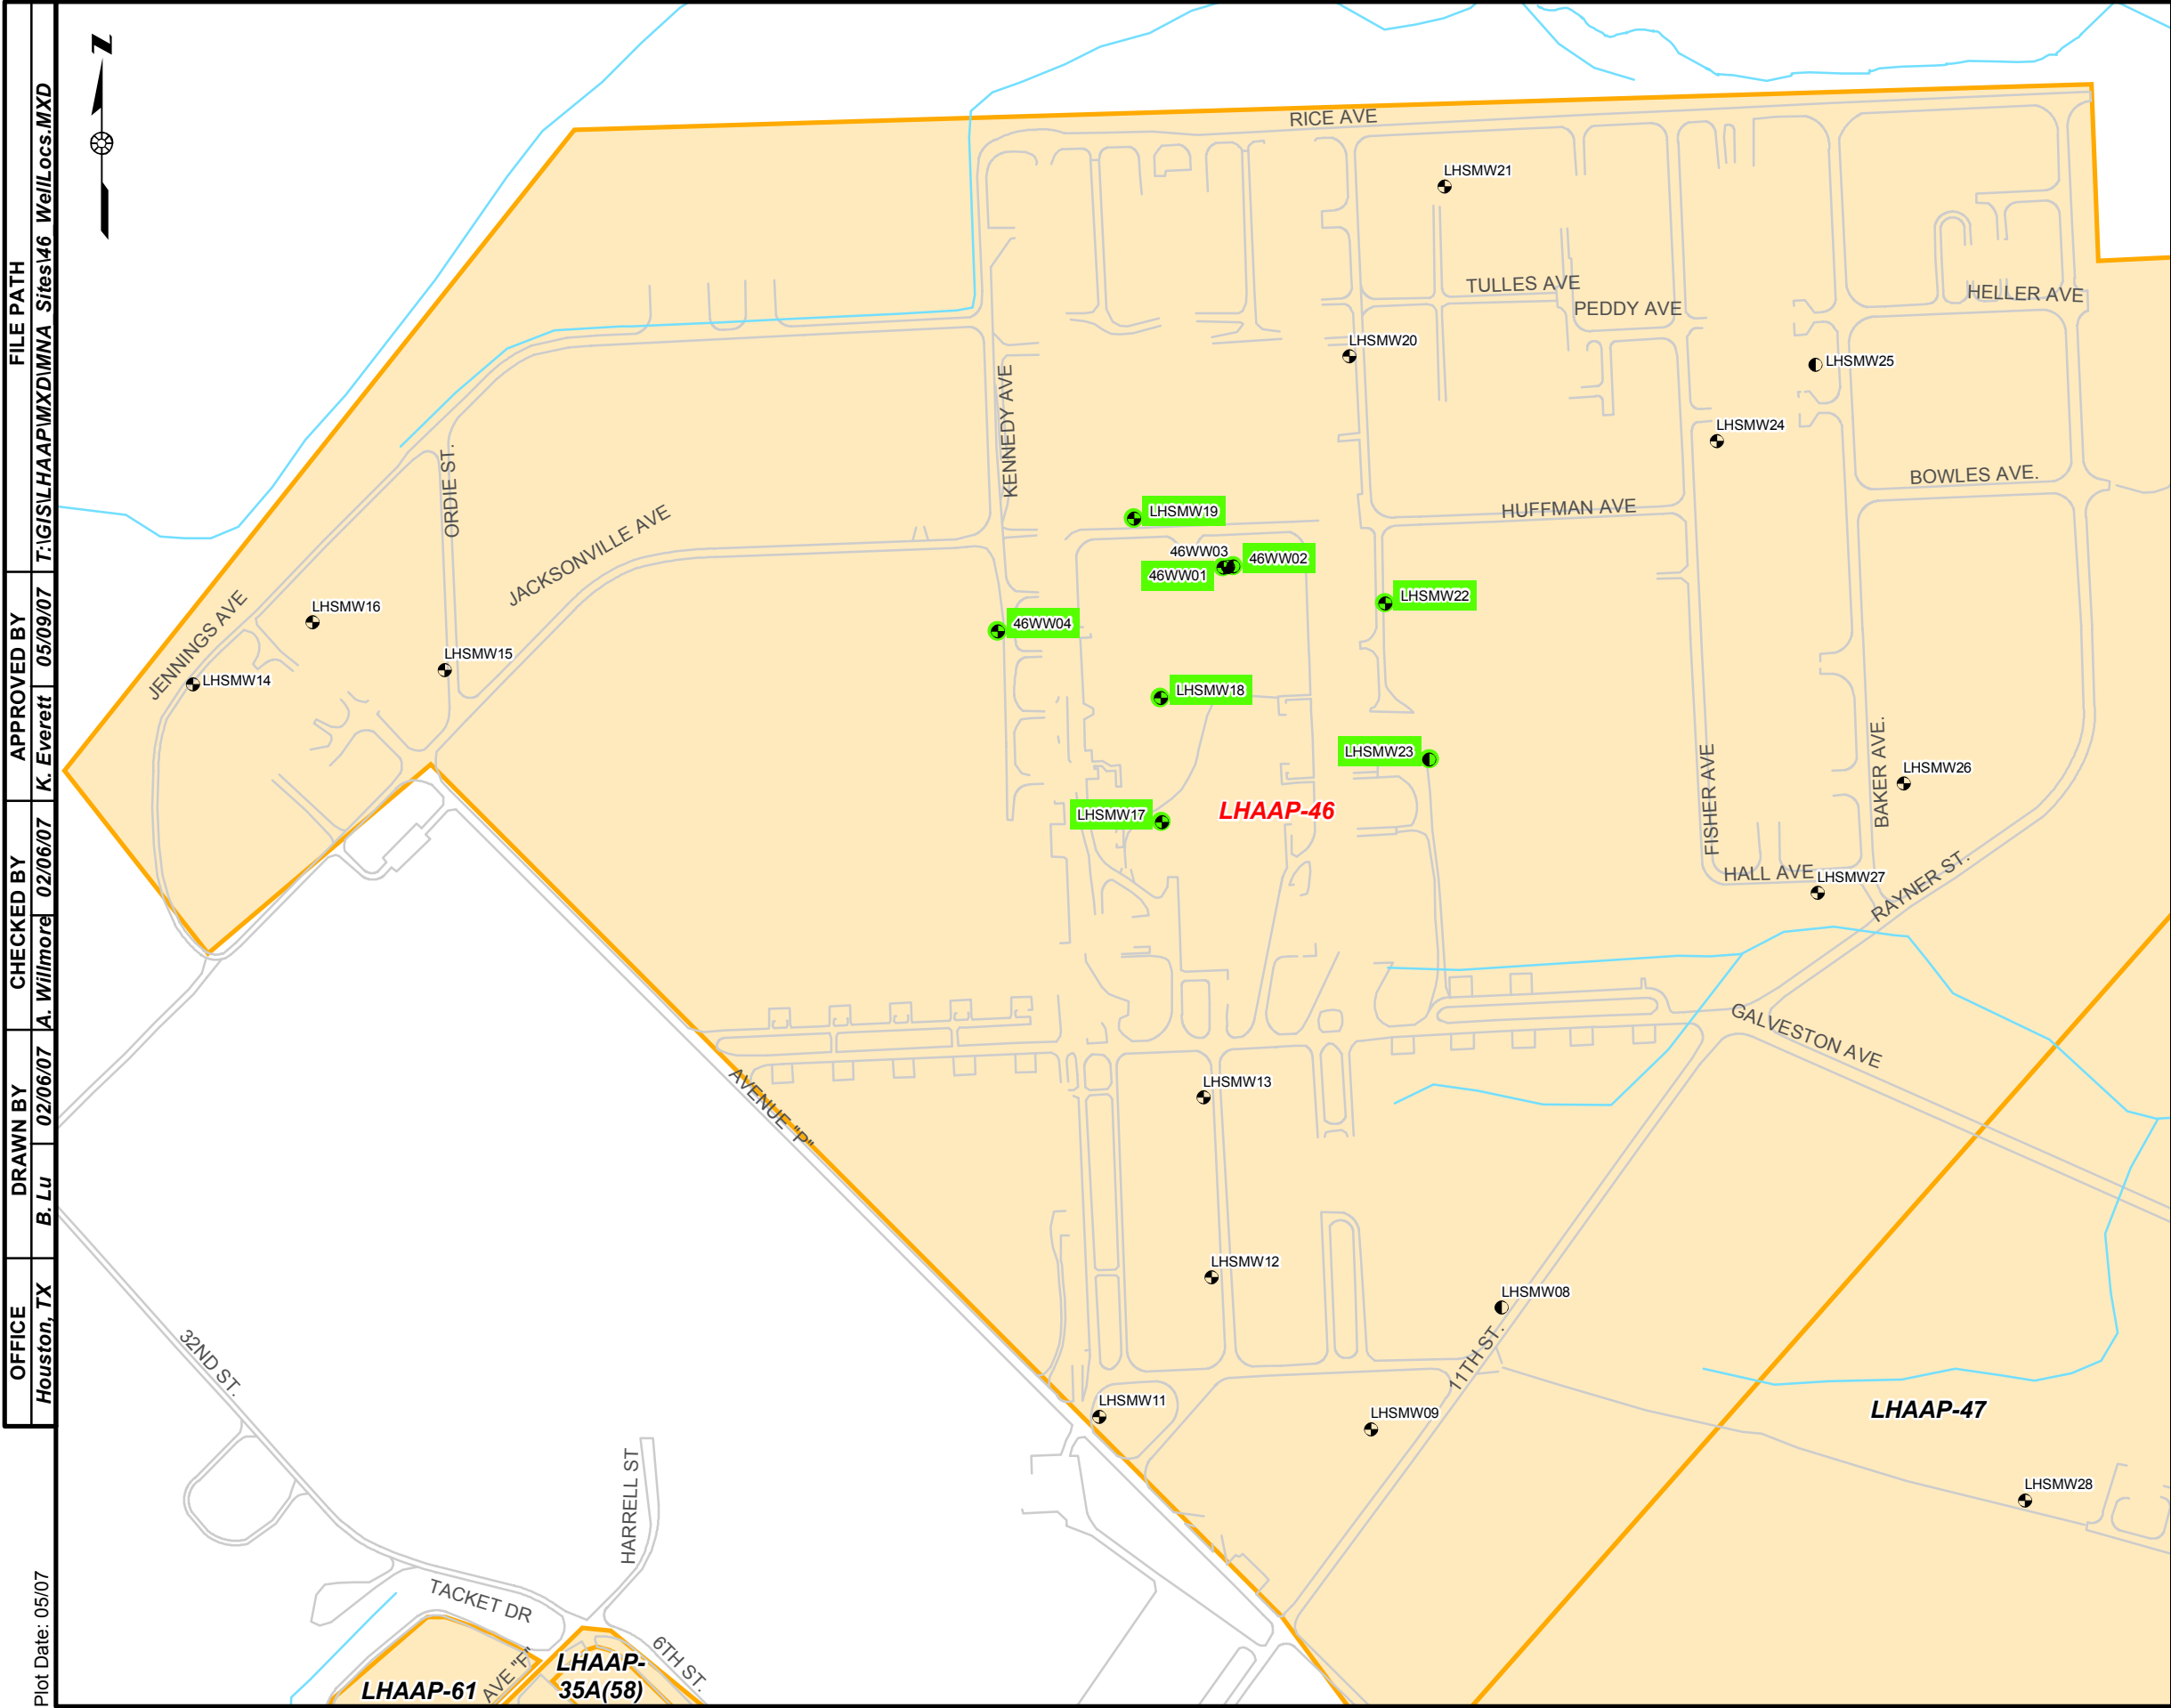 FILE PATH
T:\GIS\LHAAP\MXD\MNA Sites\46 WellLocs.MXD
APPROVED BY
K. Everett
05/09/07
CHECKED BY
A. Willmore
02/06/07
DRAWN BY
B. Lu
02/06/07
OFFICE
Houston, TX
Plot Date: 05/07
N
RICE AVE
LHSMW21
TULLES AVE
PEDDY AVE
HELLER AVE
LHSMW20
LHSMW25
KENNEDY AVE
LHSMW24
ORDIE ST.
BOWLES AVE.
JACKSONVILLE AVE
LHSMW19
HUFFMAN AVE
46WW03
46WW02
46WW01
LHSMW22
JENNINGS AVE
LHSMW16
46WW04
LHSMW15
LHSMW14
LHSMW18
LHSMW23
FISHER AVE
BAKER AVE.
LHSMW26
LHSMW17
LHAAP-46
HALL AVE
LHSMW27
RAYNER ST.
GALVESTON AVE
AVENUE "P"
LHSMW13
LHSMW12
LHSMW08
11TH ST.
32ND ST.
LHSMW11
LHSMW09
LHAAP-47
LHSMW28
HARRELL ST
TACKET DR
6TH ST.
AVE "F"
LHAAP-61
LHAAP-
35A(58)